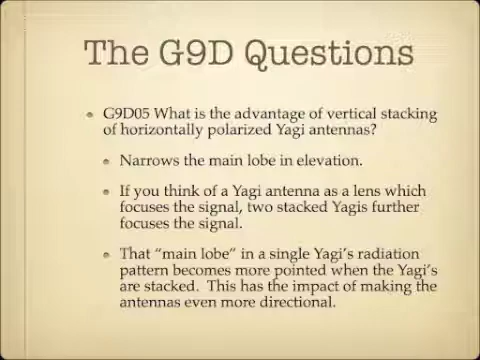 The G9D Questions
G9D05 What is the advantage of vertical stacking
of horizontally polarized Yagi antennas?
Narrows the main lobe in elevation.
If you think of a Yagi antenna as a lens which
focuses the signal, two stacked Yagis further
focuses the signal.
That “main lobe” in a single Yagi’s radiation
pattern becomes more pointed when the Yagi’s
are stacked.  This has the impact of making the
antennas even more directional.